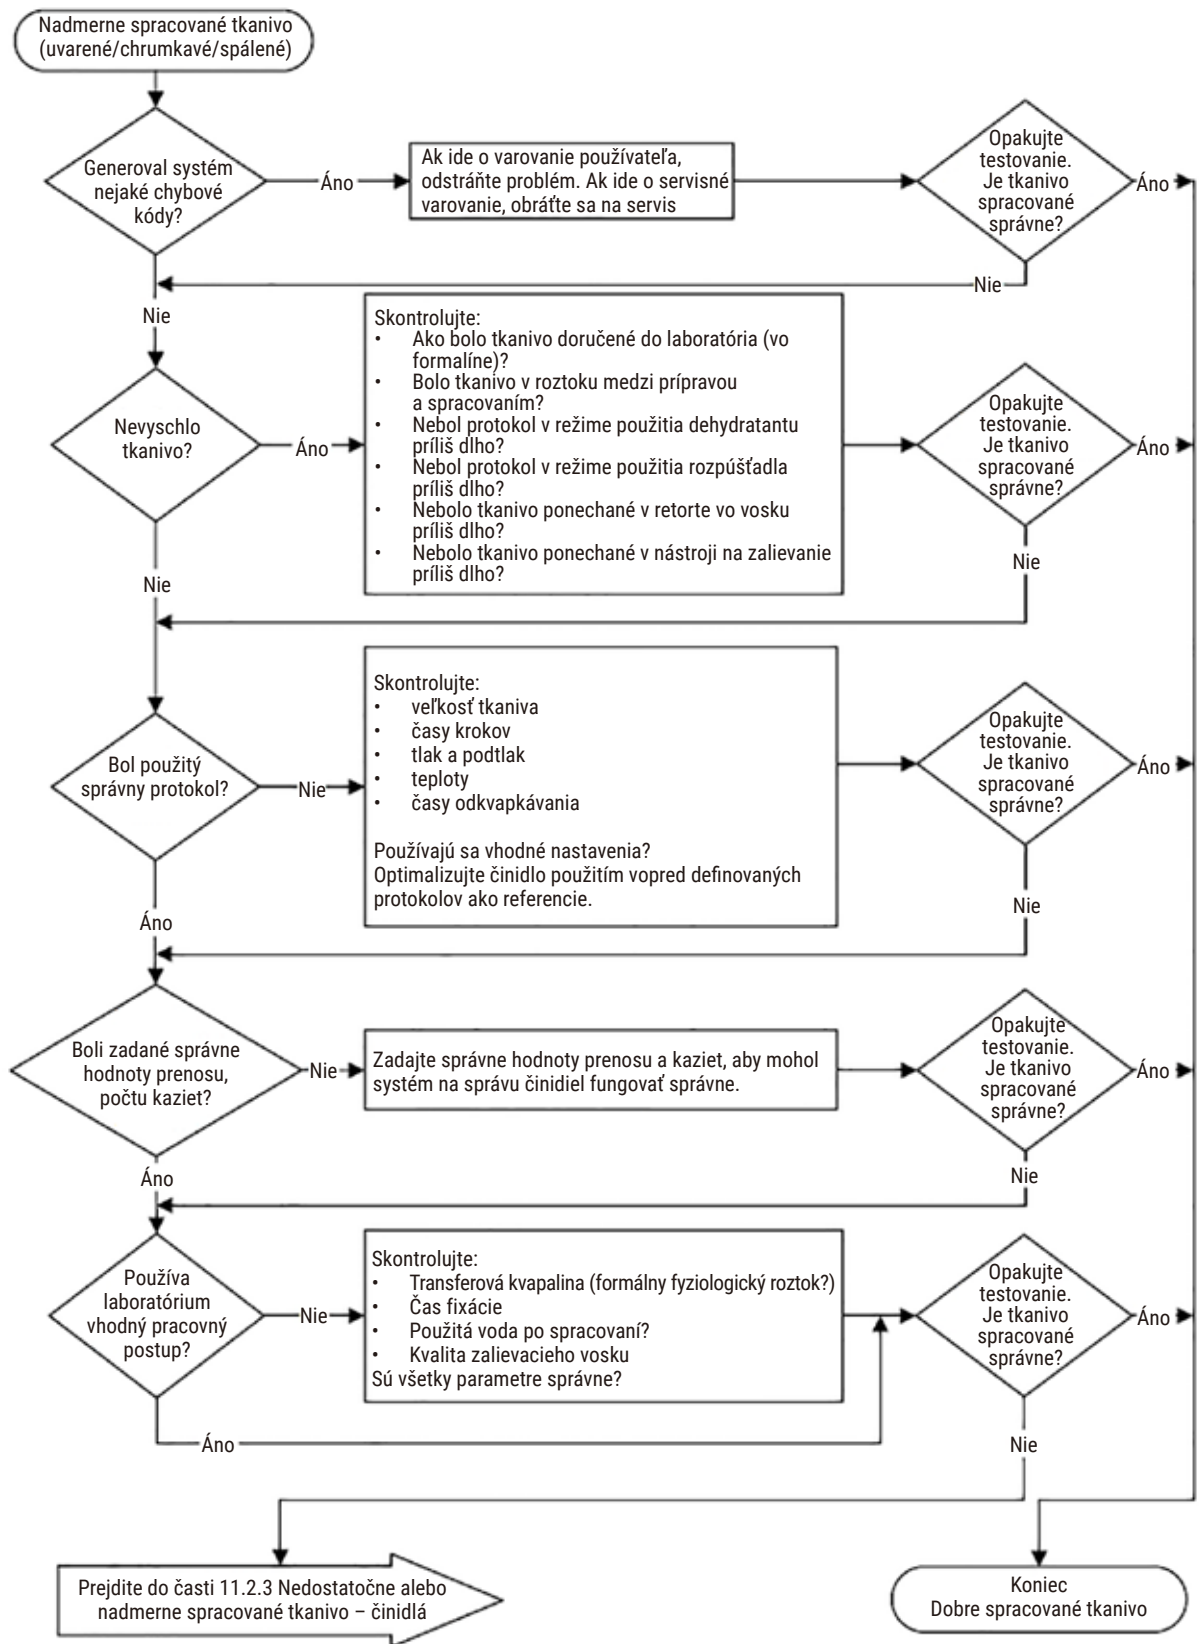 Nadmerne spracované tkanivo
(uvarené/chrumkavé/spálené)
Generoval systém
nejaké chybové
kódy?
Áno
Ak ide o varovanie používateľa,
odstráňte problém. Ak ide o servisné
varovanie, obráťte sa na servis
Opakujte
testovanie.
Je tkanivo
spracované
správne?
Áno
Nie
Nie
Nevyschlo
tkanivo?
Áno
Skontrolujte:
• Ako bolo tkanivo doručené do laboratória (vo
formalíne)?
• Bolo tkanivo v roztoku medzi prípravou
a spracovaním?
• Nebol protokol v režime použitia dehydratantu
príliš dlho?
• Nebol protokol v režime použitia rozpúšťadla
príliš dlho?
• Nebolo tkanivo ponechané v retorte vo vosku
príliš dlho?
• Nebolo tkanivo ponechané v nástroji na zalievanie
príliš dlho?
Opakujte
testovanie.
Je tkanivo
spracované
správne?
Áno
Nie
Nie
Bol použitý
správny protokol?
Nie
Skontrolujte:
• veľkosť tkaniva
• časy krokov
• tlak a podtlak
• teploty
• časy odkvapkávania
Používajú sa vhodné nastavenia?
Optimalizujte činidlo použitím vopred definovaných
protokolov ako referencie.
Opakujte
testovanie.
Je tkanivo
spracované
správne?
Áno
Nie
Áno
Boli zadané správne
hodnoty prenosu,
počtu kaziet?
Nie
Zadajte správne hodnoty prenosu a kaziet, aby mohol
systém na správu činidiel fungovať správne.
Opakujte
testovanie.
Je tkanivo
spracované
správne?
Áno
Nie
Áno
Používa
laboratórium
vhodný pracovný
postup?
Nie
Skontrolujte:
• Transferová kvapalina (formálny fyziologický roztok?)
• Čas fixácie
• Použitá voda po spracovaní?
• Kvalita zalievacieho vosku
Sú všetky parametre správne?
Opakujte
testovanie.
Je tkanivo
spracované
správne?
Áno
Áno
Nie
Prejdite do časti 11.2.3 Nedostatočne alebo
nadmerne spracované tkanivo – činidlá
Koniec
Dobre spracované tkanivo